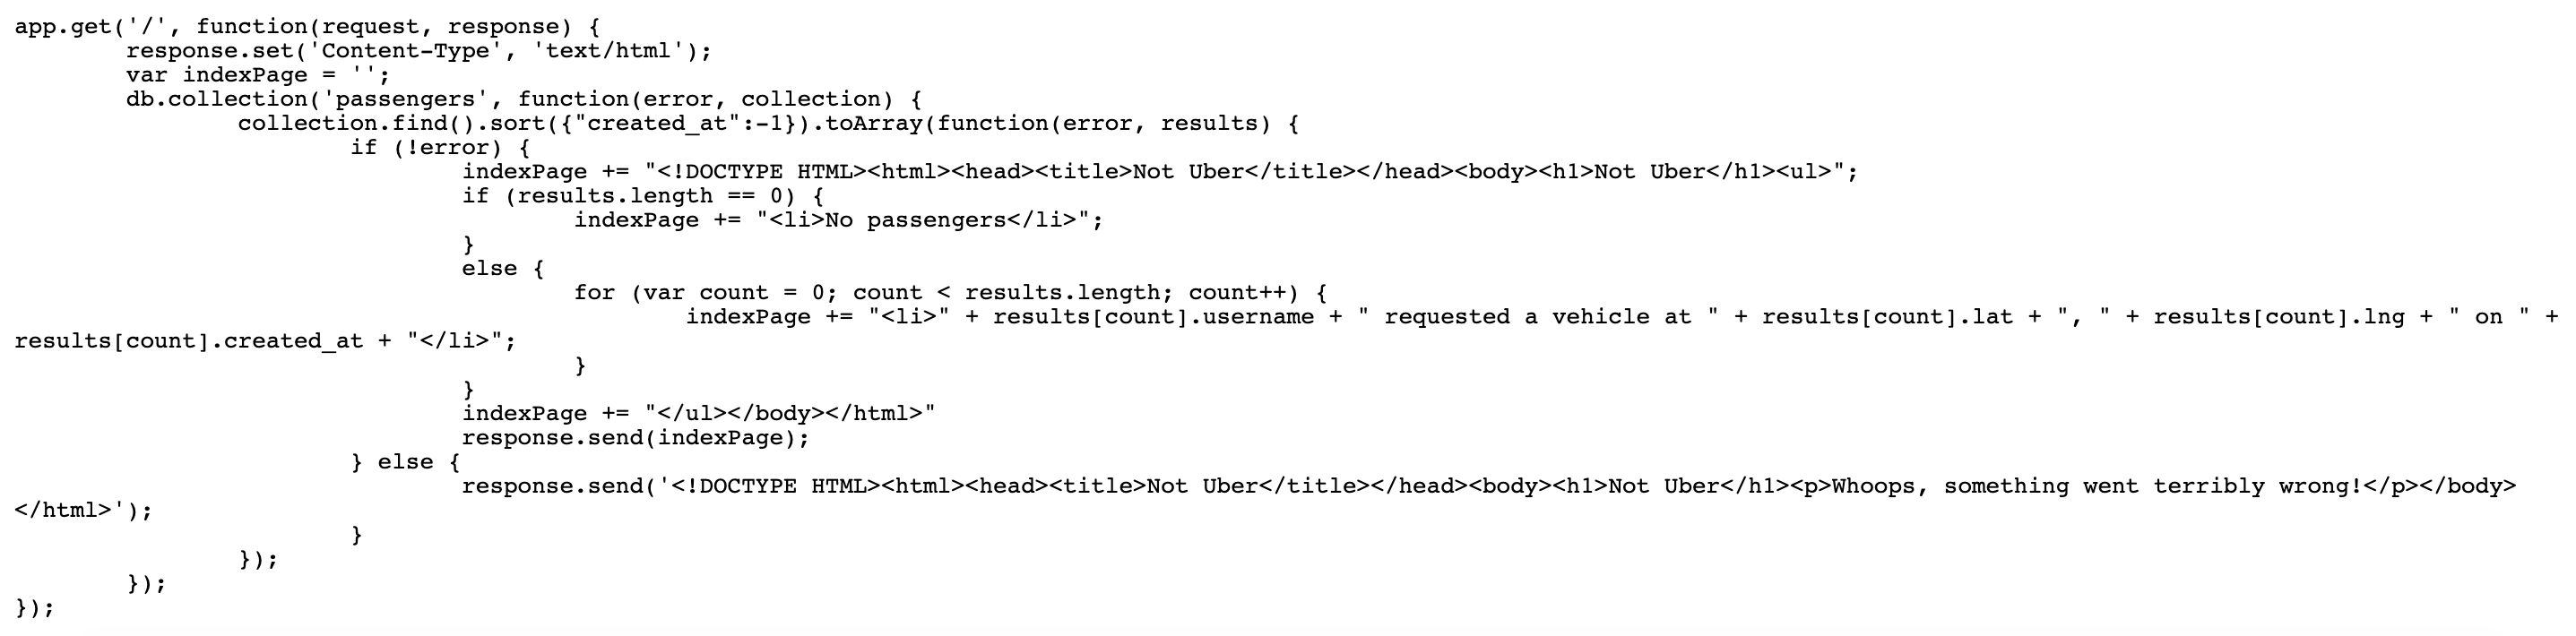 app.get('/', function(request, response) {
        response.set('Content-Type', 'text/html');
        var indexPage = '';
        db.collection('passengers', function(error, collection) {
                collection.find().sort({"created_at":-1}).toArray(function(error, results) {
                        if (!error) {
                                indexPage += "<!DOCTYPE HTML><html><head><title>Not Uber</title></head><body><h1>Not Uber</h1><ul>";
                                if (results.length == 0) {
                                        indexPage += "<li>No passengers</li>";
                                }
                                else {
                                        for (var count = 0; count < results.length; count++) {
                                                indexPage += "<li>" + results[count].username + " requested a vehicle at " + results[count].lat + ", " + results[count].lng + " on " +
results[count].created_at + "</li>";
                                        }
                                }
                                indexPage += "</ul></body></html>"
                                response.send(indexPage);
                        } else {
                                response.send('<!DOCTYPE HTML><html><head><title>Not Uber</title></head><body><h1>Not Uber</h1><p>Whoops, something went terribly wrong!</p></body>
</html>');
                        }
                });
        });
});